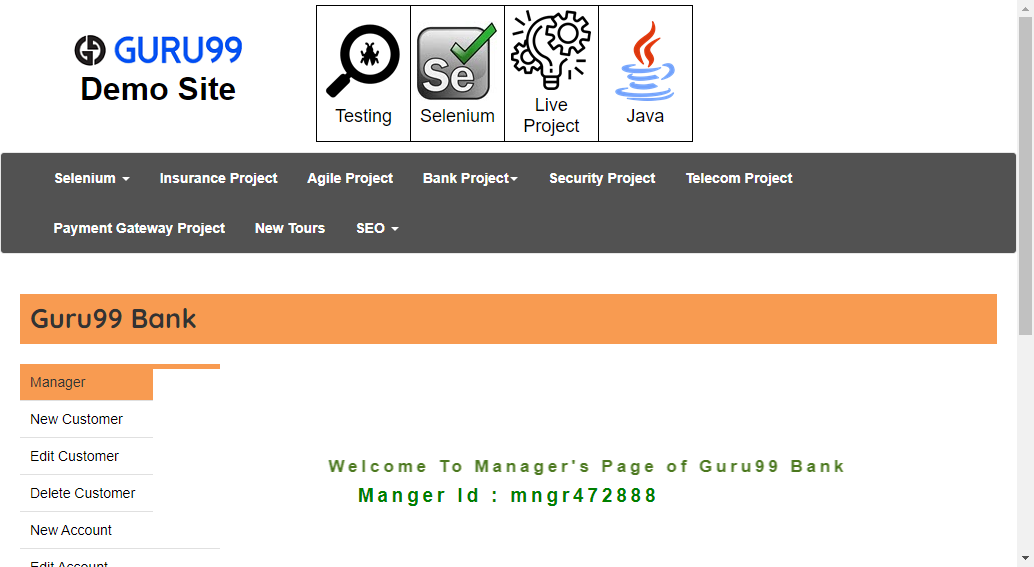 GURU99
Demo Site
Testing
Se
Selenium
Live
Project
Java
Selenium
Insurance Project
Agile Project
Bank Project
Security Project
Telecom Project
Payment Gateway Project
New Tours
SEO
Guru99 Bank
Manager
New Customer
Edit Customer
Delete Customer
New Account
Edit Account
Welcome To Manager's Page of Guru99 Bank
Manger Id : mngr472888